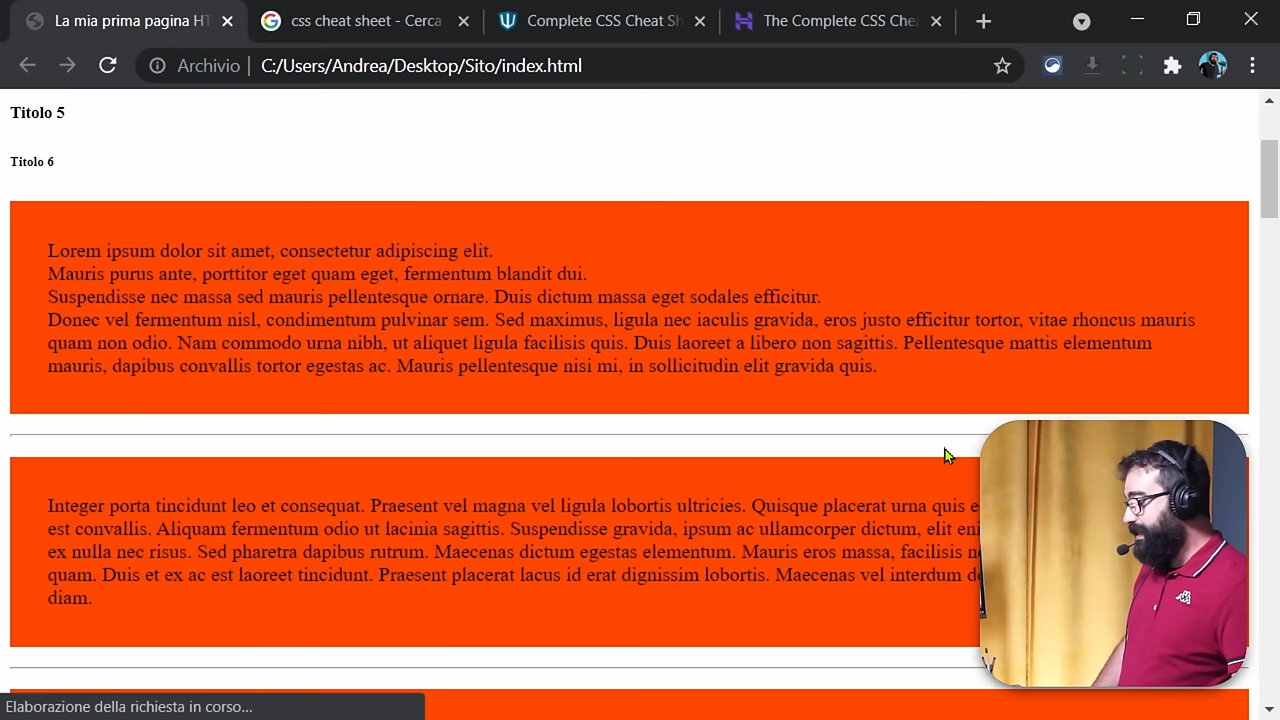 La mia prima pagina HT
css cheat sheet - Cerca
Complete CSS Cheat Sh
The Complete CSS Chea
Archivio
C:/Users/Andrea/Desktop/Sito/index.html
Titolo 5
Titolo 6
Lorem ipsum dolor sit amet, consectetur adipiscing elit.
Mauris purus ante, porttitor eget quam eget, fermentum blandit dui.
Suspendisse nec massa sed mauris pellentesque ornare. Duis dictum massa eget sodales efficitur.
Donec vel fermentum nisl, condimentum pulvinar sem. Sed maximus, ligula nec iaculis gravida, eros justo efficitur tortor, vitae rhoncus mauris
quam non odio. Nam commodo urna nibh, ut aliquet ligula facilisis quis. Duis laoreet a libero non sagittis. Pellentesque mattis elementum
mauris, dapibus convallis tortor egestas ac. Mauris pellentesque nisi mi, in sollicitudin elit gravida quis.
Integer porta tincidunt leo et consequat. Praesent vel magna vel ligula lobortis ultricies. Quisque placerat urna quis e
est convallis. Aliquam fermentum odio ut lacinia sagittis. Suspendisse gravida, ipsum ac ullamcorper dictum, elit eni
ex nulla nec risus. Sed pharetra dapibus rutrum. Maecenas dictum egestas elementum. Mauris eros massa, facilisis n
quam. Duis et ex ac est laoreet tincidunt. Praesent placerat lacus id erat dignissim lobortis. Maecenas vel interdum d
diam.
Elaborazione della richiesta in corso...